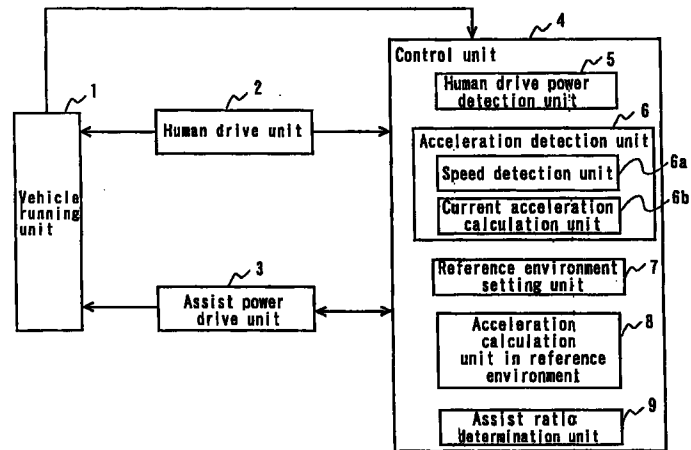 4
Control unit
5
Human drive power
detection unit
1
2
Human drive unit
6
Acceleration detection unit
Speed detection unit
6a
Current acceleration
calculation unit
6b
Vehicle
running
unit
3
Assist power
drive unit
Reference environment
setting unit
7
Acceleration
calculation
unit in reference
environment
8
Assist ratio
determination unit
9